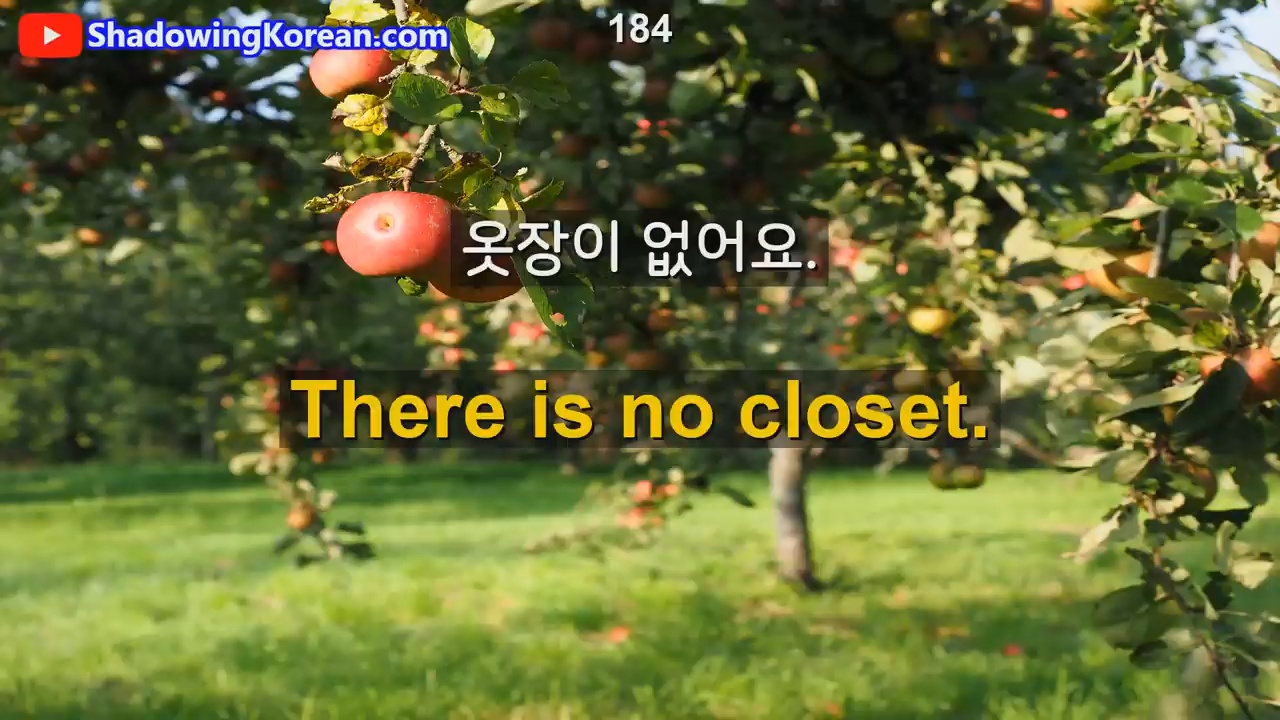 ShadowingKorean.com
184
옷장이 없어요.
There is no closet.